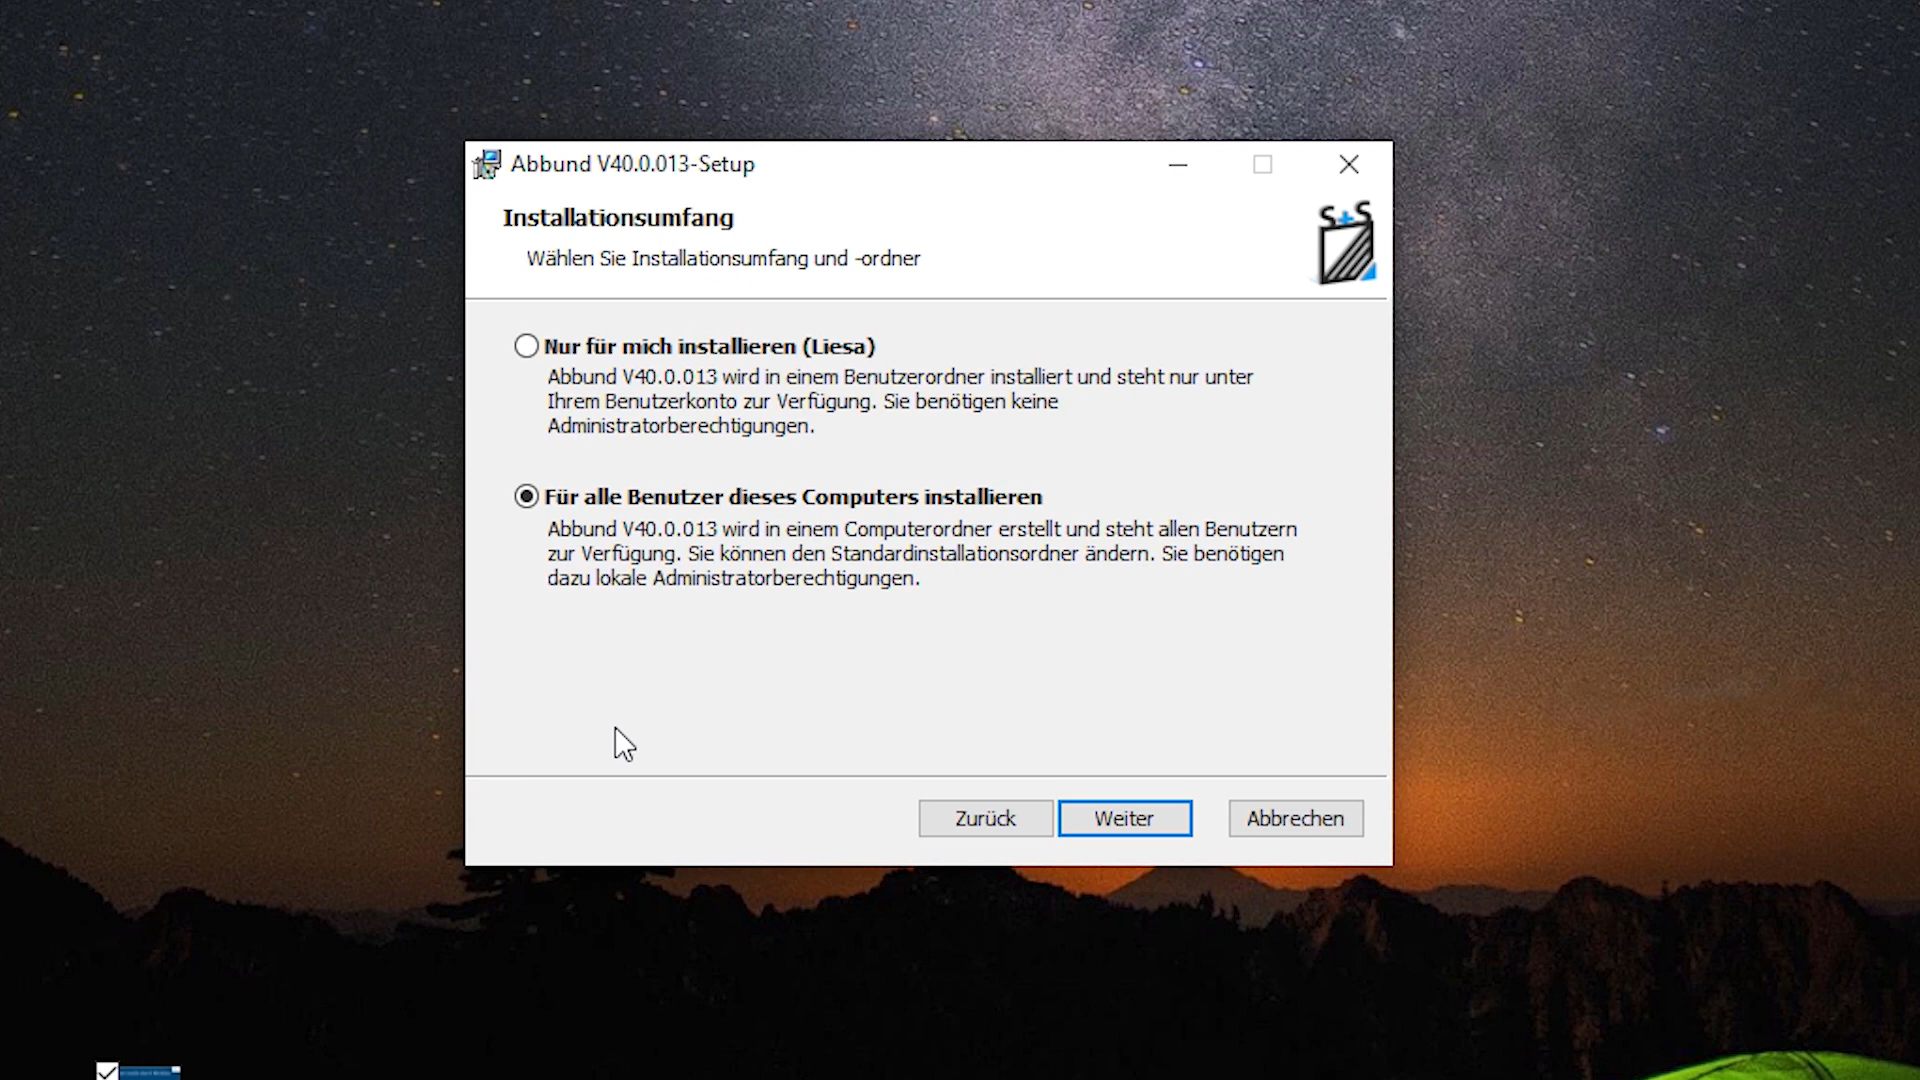 Abbund V40.0.013-Setup
Installationsumfang
Wählen Sie Installationsumfang und -ordner
S+S
Nur für mich installieren (Liesa)
Abbund V40.0.013 wird in einem Benutzerordner installiert und steht nur unter
Ihrem Benutzerkonto zur Verfügung. Sie benötigen keine
Administratorberechtigungen.
Für alle Benutzer dieses Computers installieren
Abbund V40.0.013 wird in einem Computerordner erstellt und steht allen Benutzern
zur Verfügung. Sie können den Standardinstallationsordner ändern. Sie benötigen
dazu lokale Administratorberechtigungen.
Zurück
Weiter
Abbrechen